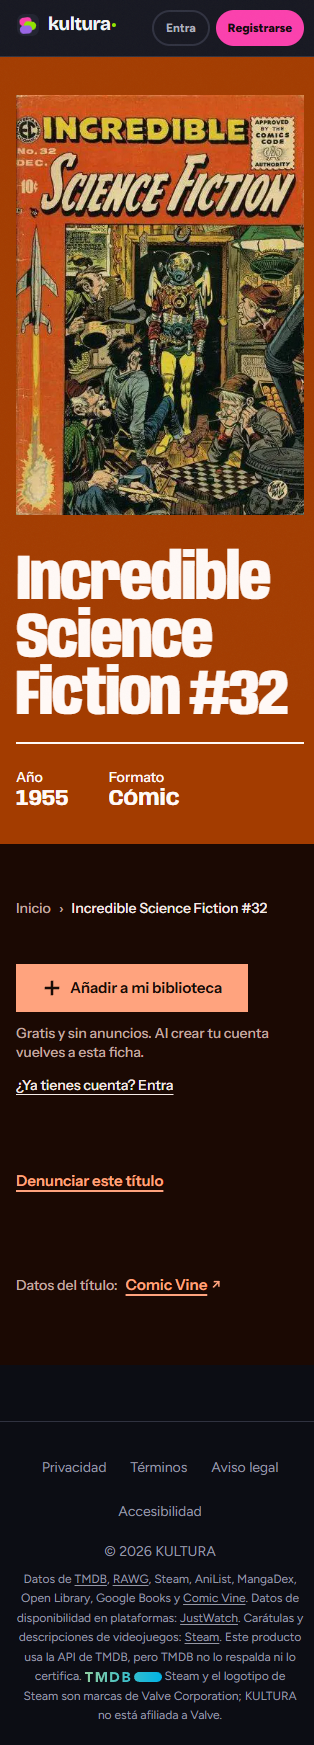 kultura
Entra
Registrarse
EC
INCREDIBLE
APPROVED
BY THE
COMICS
CODE
AUTHORITY
No. 32
DEC.
10¢
SCIENCE FICTION
Incredible
Science
Fiction #32
Año
Formato
1955
Cómic
Inicio › Incredible Science Fiction #32
+ Añadir a mi biblioteca
Gratis y sin anuncios. Al crear tu cuenta
vuelves a esta ficha.
¿Ya tienes cuenta? Entra
Denunciar este título
Datos del título: Comic Vine ↗
Privacidad Términos Aviso legal
Accesibilidad
© 2026 KULTURA
Datos de TMDB, RAWG, Steam, AniList, MangaDex,
Open Library, Google Books y Comic Vine. Datos de
disponibilidad en plataformas: JustWatch. Carátulas y
descripciones de videojuegos: Steam. Este producto
usa la API de TMDB, pero TMDB no lo respalda ni lo
certifica. TMDB Steam y el logotipo de
Steam son marcas de Valve Corporation; KULTURA
no está afiliada a Valve.